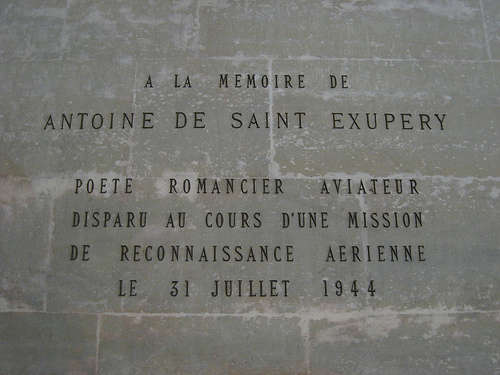 A LA MEMOIRE DE
ANTOINE DE SAINT EXUPERY
POETE ROMANCIER AVIATEUR
DISPARU AU COURS D'UNE MISSION
DE RECONNAISSANCE AERIENNE
LE 31 JUILLET 1944